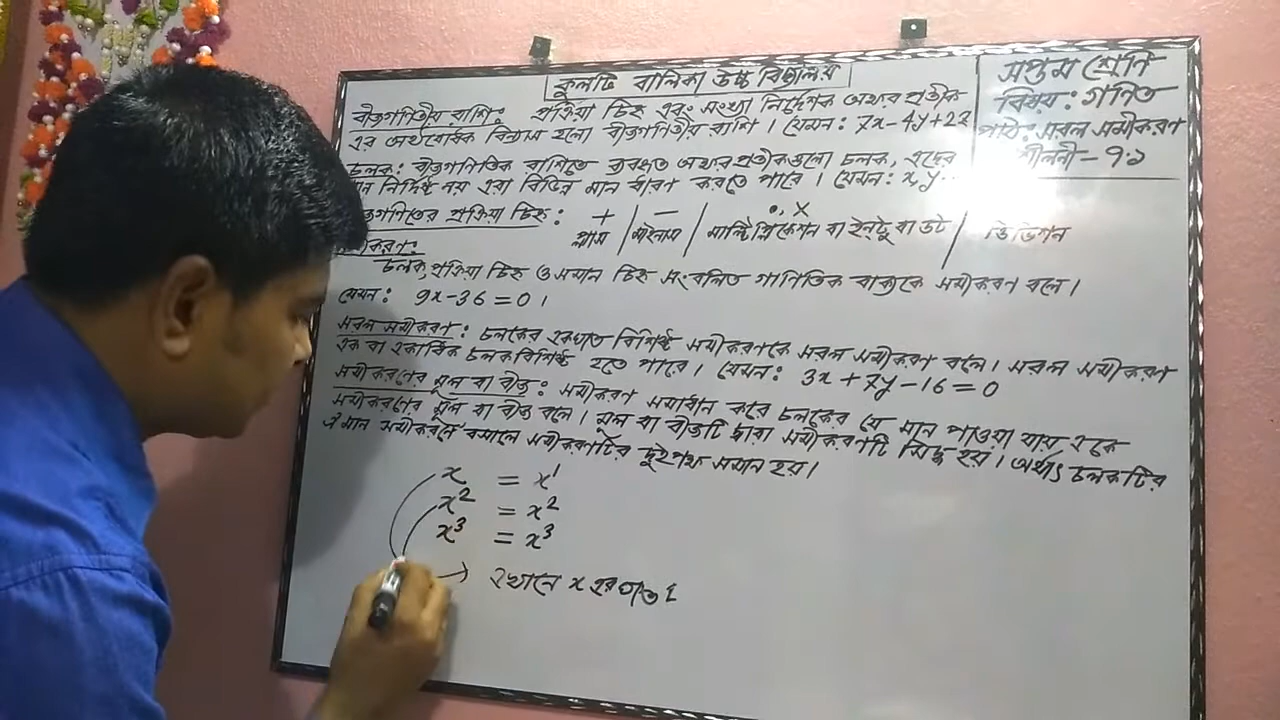 কুলটি বালিকা উচ্চ বিদ্যালয়
সপ্তম শ্রেণি
বিষয়: গণিত
পাঠ: সরল সমীকরণ
শীলনী - ৭.১
বীজগাণিতীয় রাশি: প্রক্রিয়া চিহ্ন এবং সংখ্যা নির্দেশক অক্ষর প্রতীক
এর অর্থবোধক বিন্যাস হলো বীজগাণিতীয় রাশি। যেমন: 7x-4y+2z
চলক: বীজগাণিতিক রাশিতে ব্যবহৃত অক্ষর প্রতীকগুলো চলক, এদের
মান নির্দিষ্ট নয় এরা বিভিন্ন মান ধারণ করতে পারে। যেমন: x, y
জগণিতের প্রক্রিয়া চিহ্ন: + | - | •, X
প্লাস | মাইনাস | মাল্টিপ্লিকেশন বা ইনটু বা ডট | ডিভিশন
করণ:
চলক, প্রক্রিয়া চিহ্ন ও সমান চিহ্ন সংবলিত গাণিতিক বাক্যকে সমীকরণ বলে।
যেমন: 9x-36=0।
সরল সমীকরণ: চলকের একঘাত বিশিষ্ট সমীকরণকে সরল সমীকরণ বলে। সরল সমীকরণ
এক বা একাধিক চলকবিশিষ্ট হতে পারে। যেমন: 3x+7y-16=0
সমীকরণের মূল বা বীজ: সমীকরণ সমাধান করে চলকের যে মান পাওয়া যায় একে
সমীকরণের মূল বা বীজ বলে। মূল বা বীজটি দ্বারা সমীকরণটি সিদ্ধ হয়। অর্থাৎ চলকটির
ঐ মান সমীকরণে বসালে সমীকরণটির দুইপক্ষ সমান হয়।
x = x¹
x² = x²
x³ = x³
→ এখানে x এর ঘাত 1